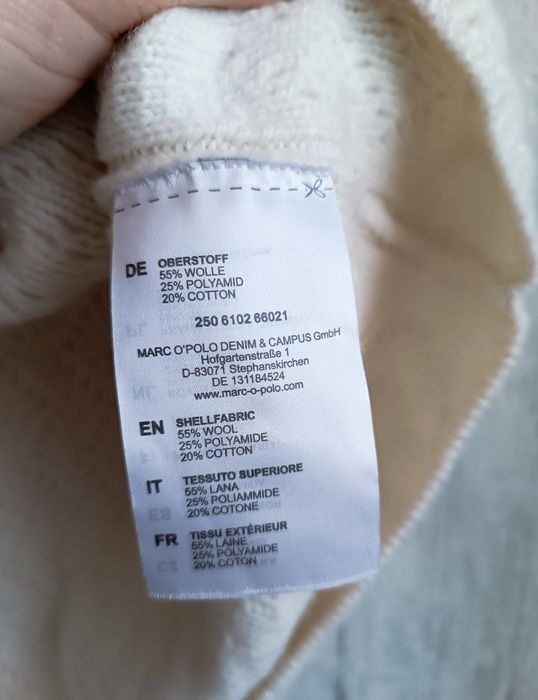 DE OBERSTOFF
55% WOLLE
25% POLYAMID
20% COTTON
250 6102 66021
MARC O'POLO DENIM & CAMPUS GmbH
Hofgartenstraße 1
D-83071 Stephanskirchen
DE 131184524
www.marc-o-polo.com
EN SHELLFABRIC
55% WOOL
25% POLYAMIDE
20% COTTON
IT TESSUTO SUPERIORE
55% LANA
25% POLIAMMIDE
20% COTONE
FR TISSU EXTÉRIEUR
55% LAINE
25% POLYAMIDE
20% COTON